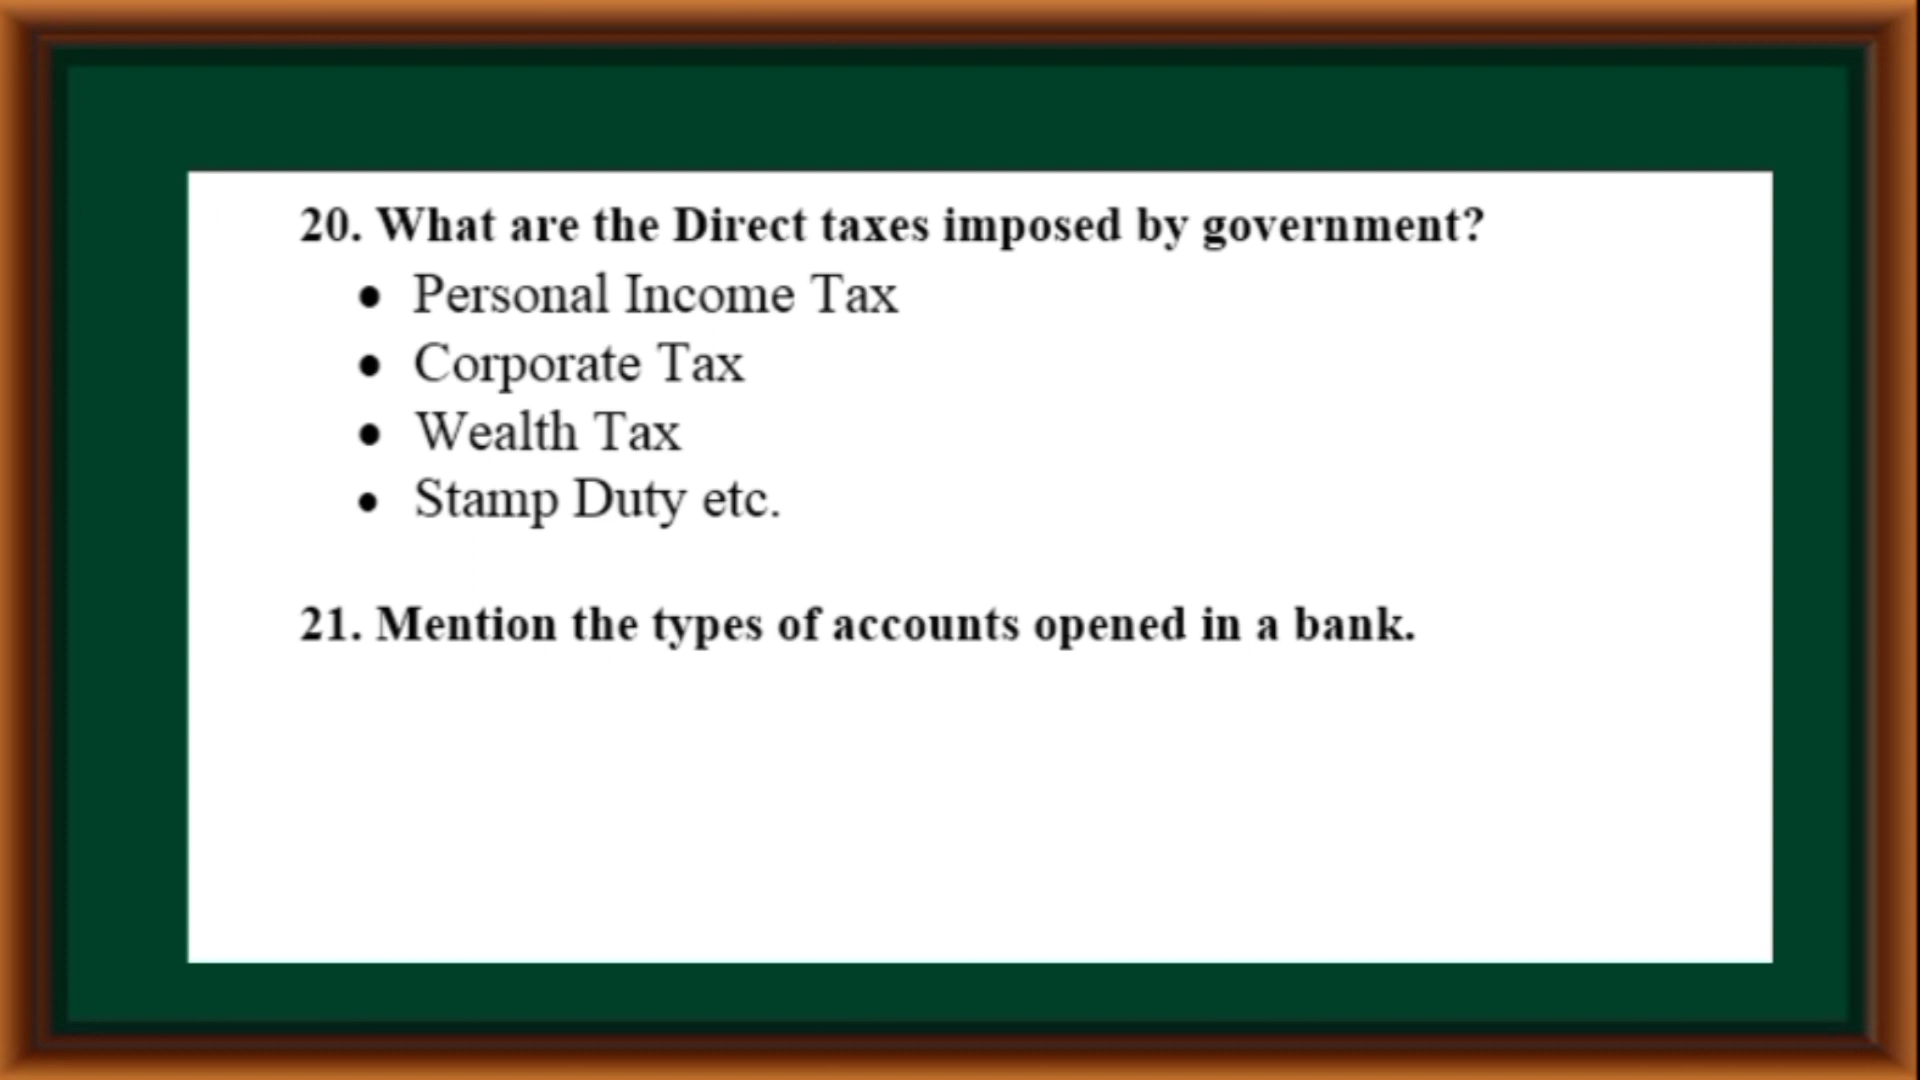 20. What are the Direct taxes imposed by government?
• Personal Income Tax
• Corporate Tax
• Wealth Tax
• Stamp Duty etc.
21. Mention the types of accounts opened in a bank.